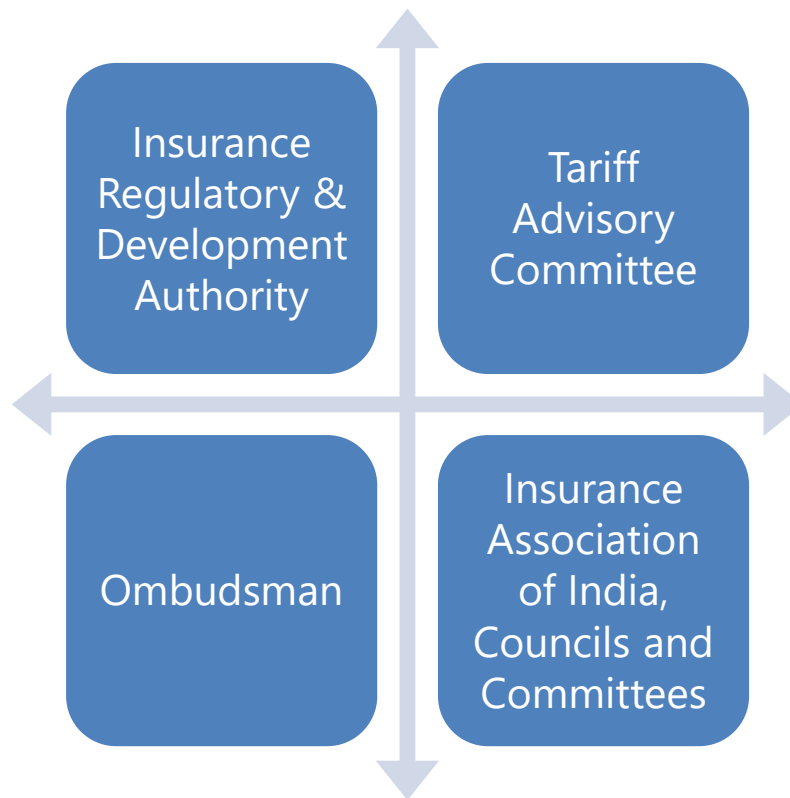 Insurance
Regulatory &
Development
Authority
Tariff
Advisory
Committee
Ombudsman
Insurance
Association
of India,
Councils and
Committees